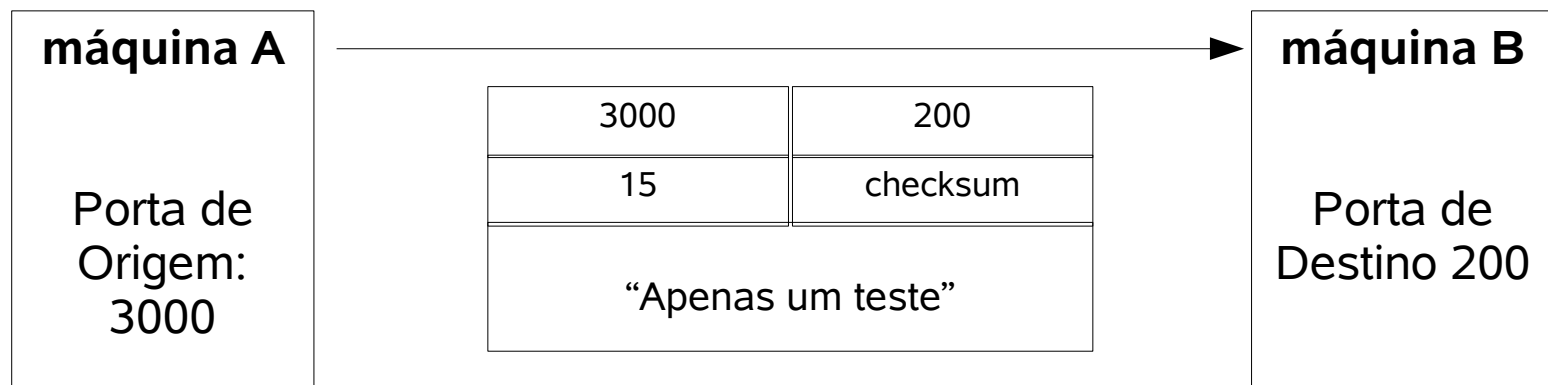 máquina A
Porta de
Origem:
3000
3000
200
15
checksum
“Apenas um teste”
máquina B
Porta de
Destino 200